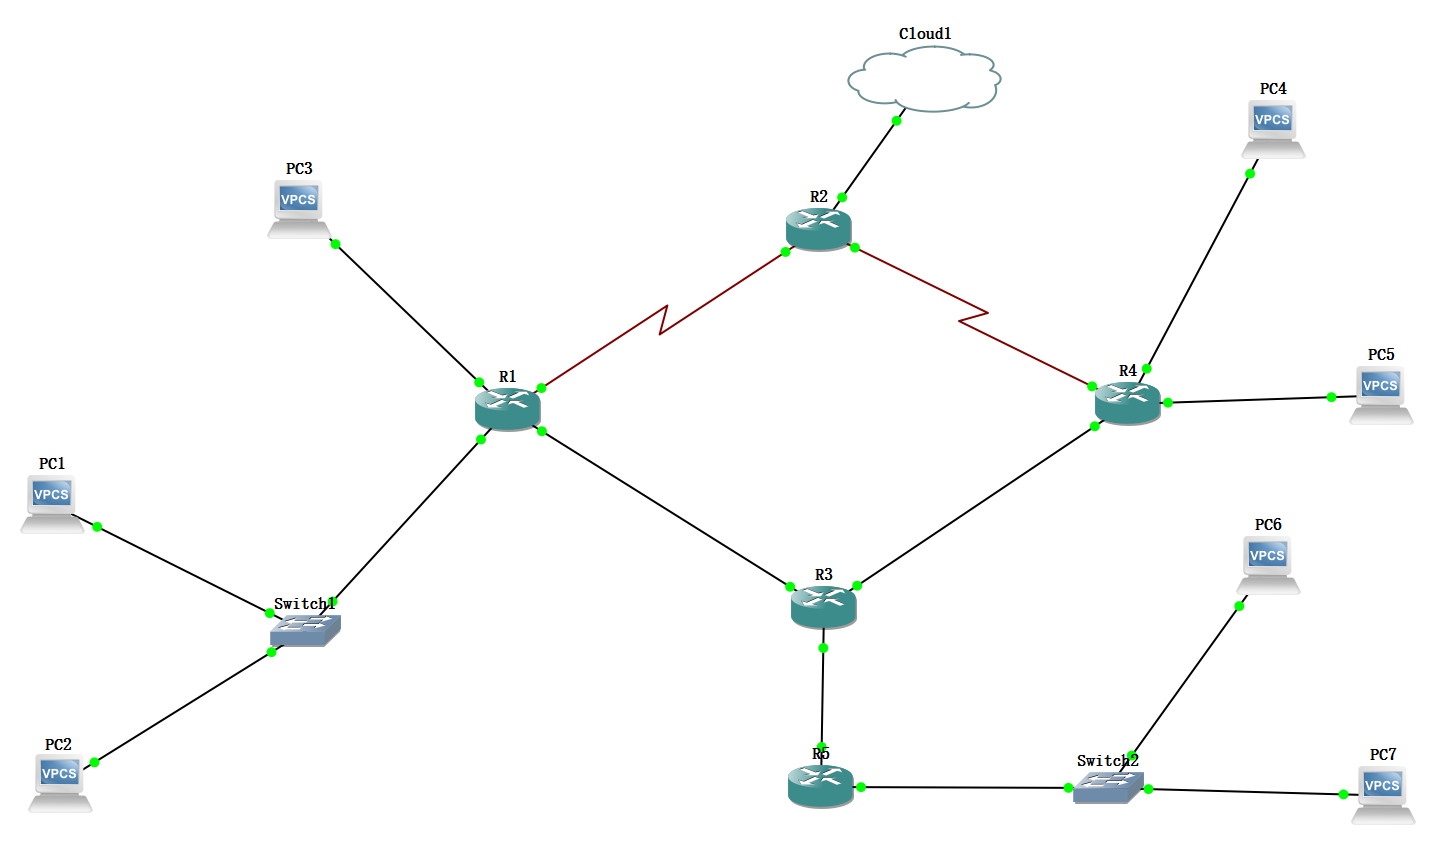 Cloud1
PC4
VPCS
PC3
VPCS
R2
PC5
VPCS
R4
R1
PC1
VPCS
PC6
VPCS
R3
Switch1
PC2
VPCS
R5
Switch2
PC7
VPCS